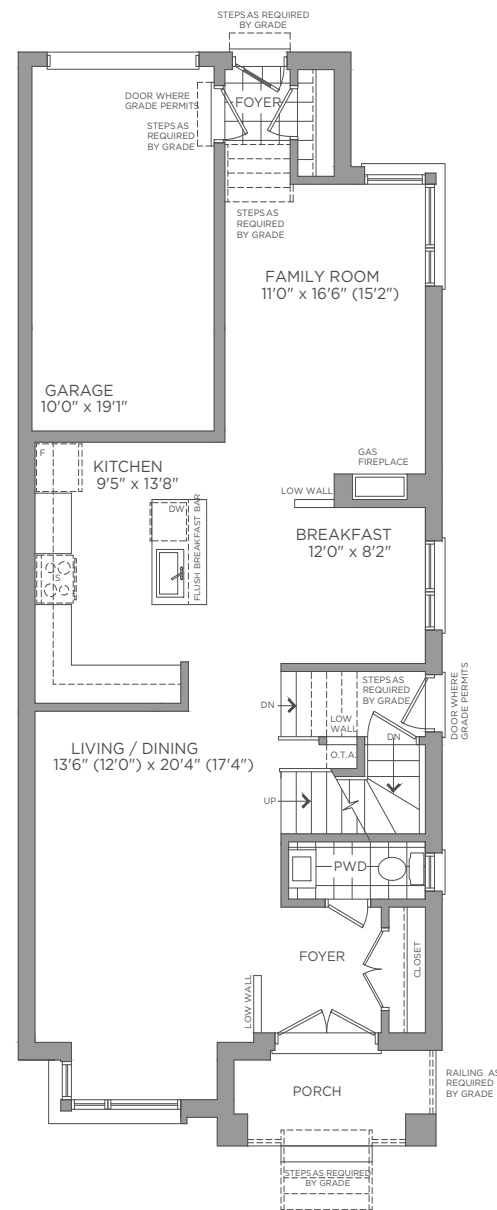 STEPS AS REQUIRED
BY GRADE
DOOR WHERE
GRADE PERMITS
FOYER
STEPS AS
REQUIRED
BY GRADE
STEPS AS
REQUIRED
BY GRADE
FAMILY ROOM
11'0" x 16'6" (15'2")
GARAGE
10'0" x 19'1"
F
KITCHEN
9'5" x 13'8"
GAS
FIREPLACE
LOW WALL
DW
FLUSH BREAKFAST BAR
BREAKFAST
12'0" x 8'2"
S
STEPS AS
REQUIRED
BY GRADE
DOOR WHERE
GRADE PERMITS
DN
LOW
WALL
DN
O.T.A.
LIVING / DINING
13'6" (12'0") x 20'4" (17'4")
UP
PWD
FOYER
CLOSET
LOW WALL
PORCH
RAILING AS
REQUIRED
BY GRADE
STEPS AS REQUIRED
BY GRADE